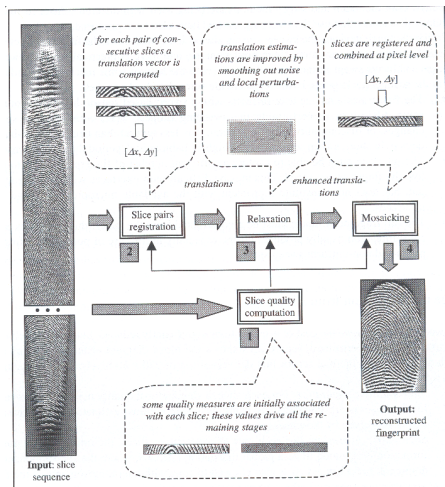 for each pair of con-
secutive slices a
translation vector is
computed
[Δx, Δy]
translation estima-
tions are improved by
smoothing out noise
and local perturba-
tions
slices are registered and
combined at pixel level
[Δx, Δy]
translations
enhanced transla-
tions
Slice pairs
registration
2
Relaxation
3
Mosaicking
4
Slice quality
computation
1
some quality measures are initially associated
with each slice; these values drive all the re-
maining stages
Input: slice
sequence
Output:
reconstructed
fingerprint